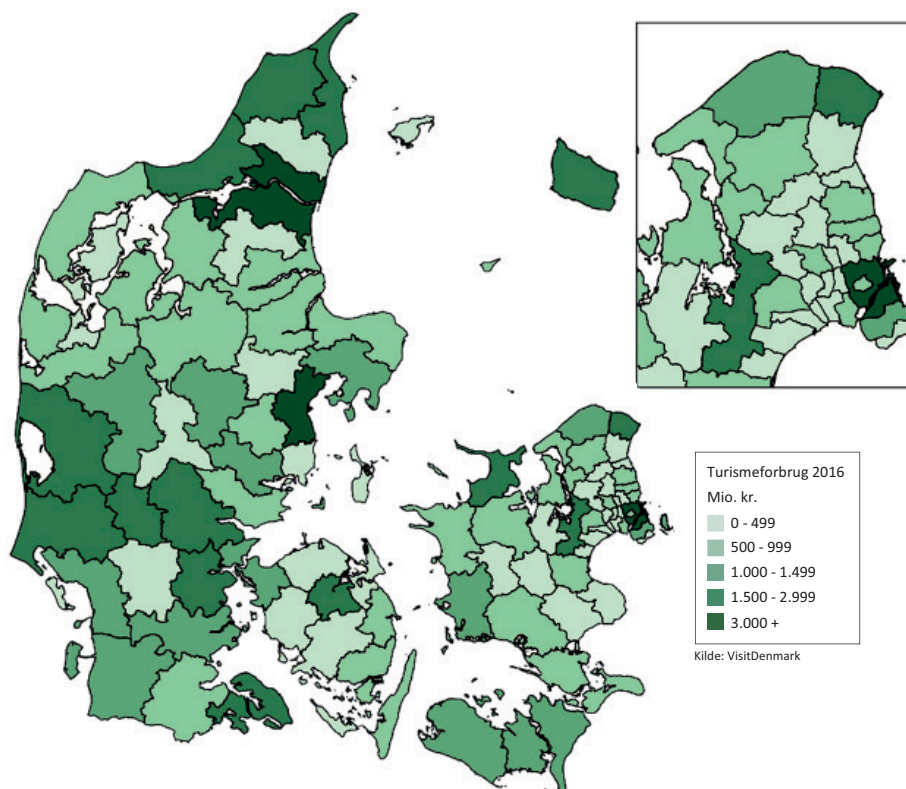 Turismeforbrug 2016
Mio. kr.
0 - 499
500 - 999
1.000 - 1.499
1.500 - 2.999
3.000 +
Kilde: VisitDenmark